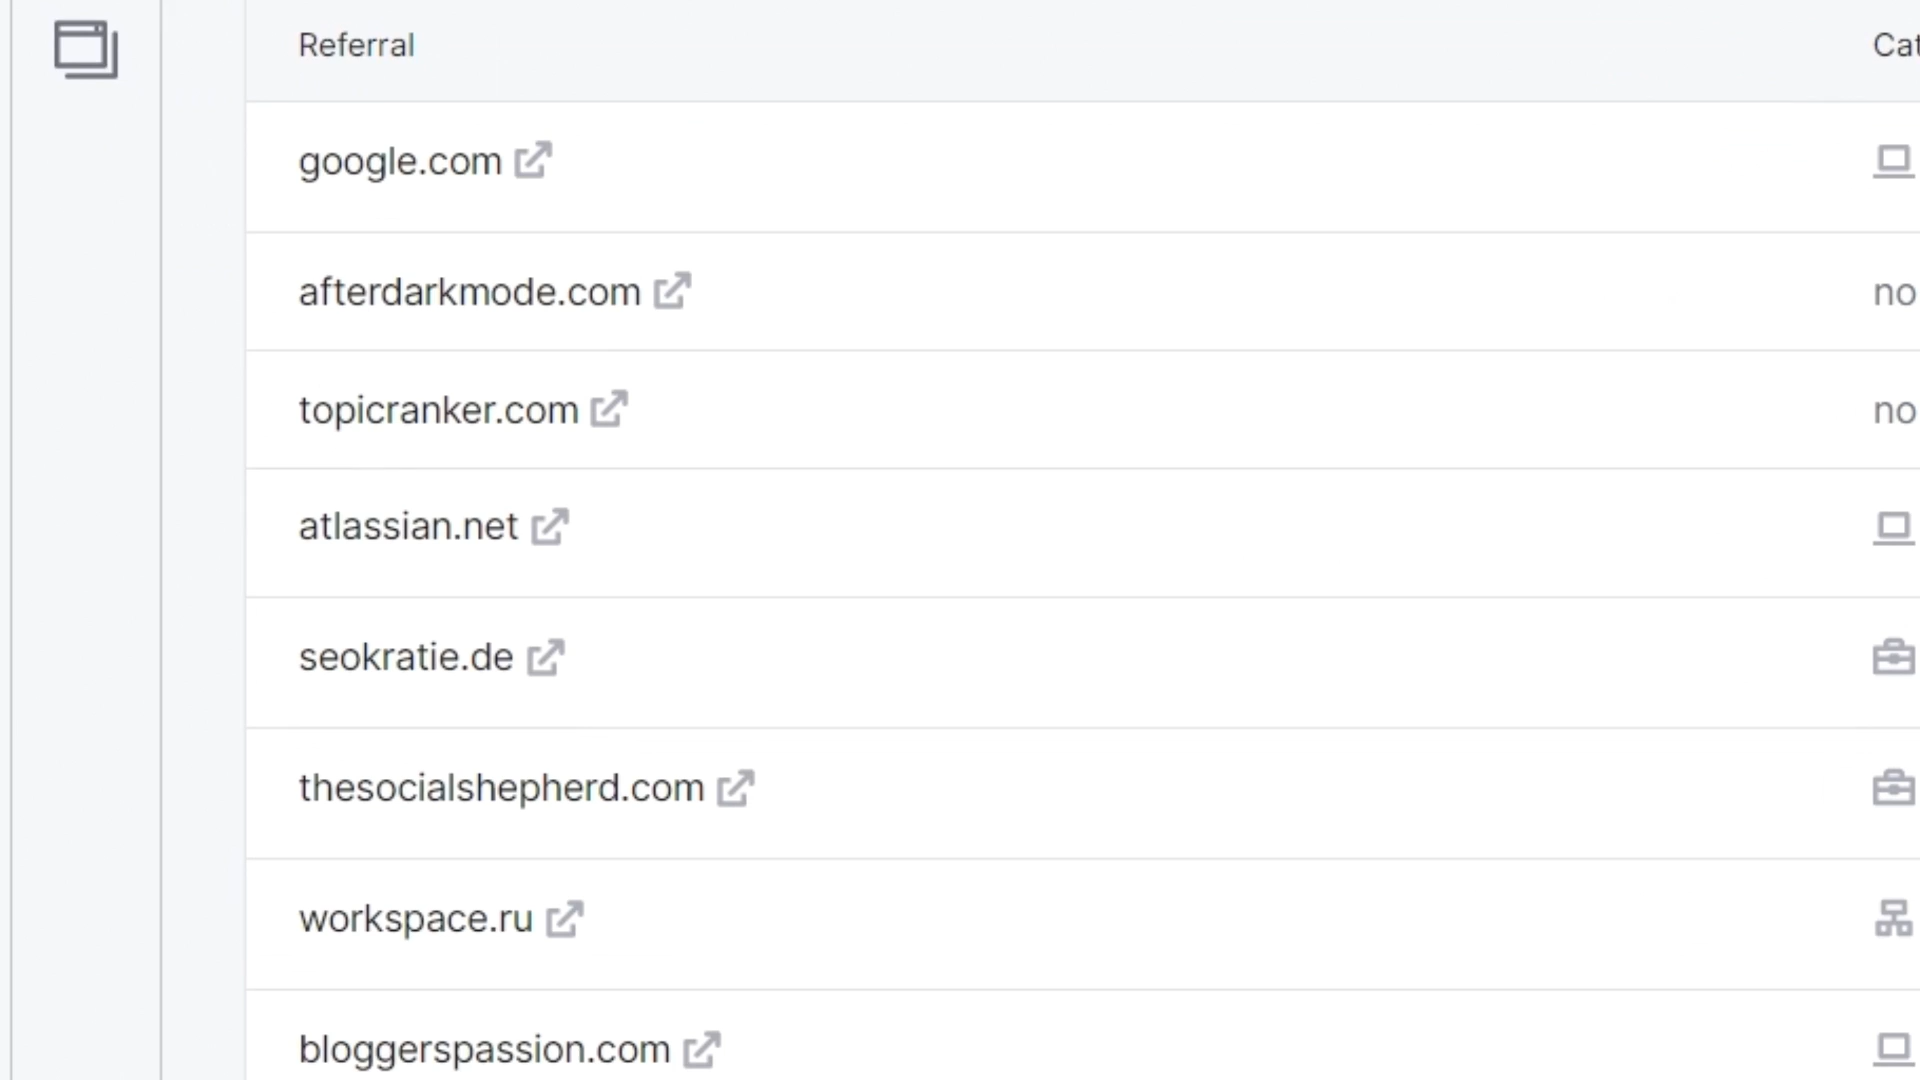 Referral Cat
google.com
afterdarkmode.com no
topicranker.com no
atlassian.net
seokratie.de
thesocialshepherd.com
workspace.ru
bloggerspassion.com